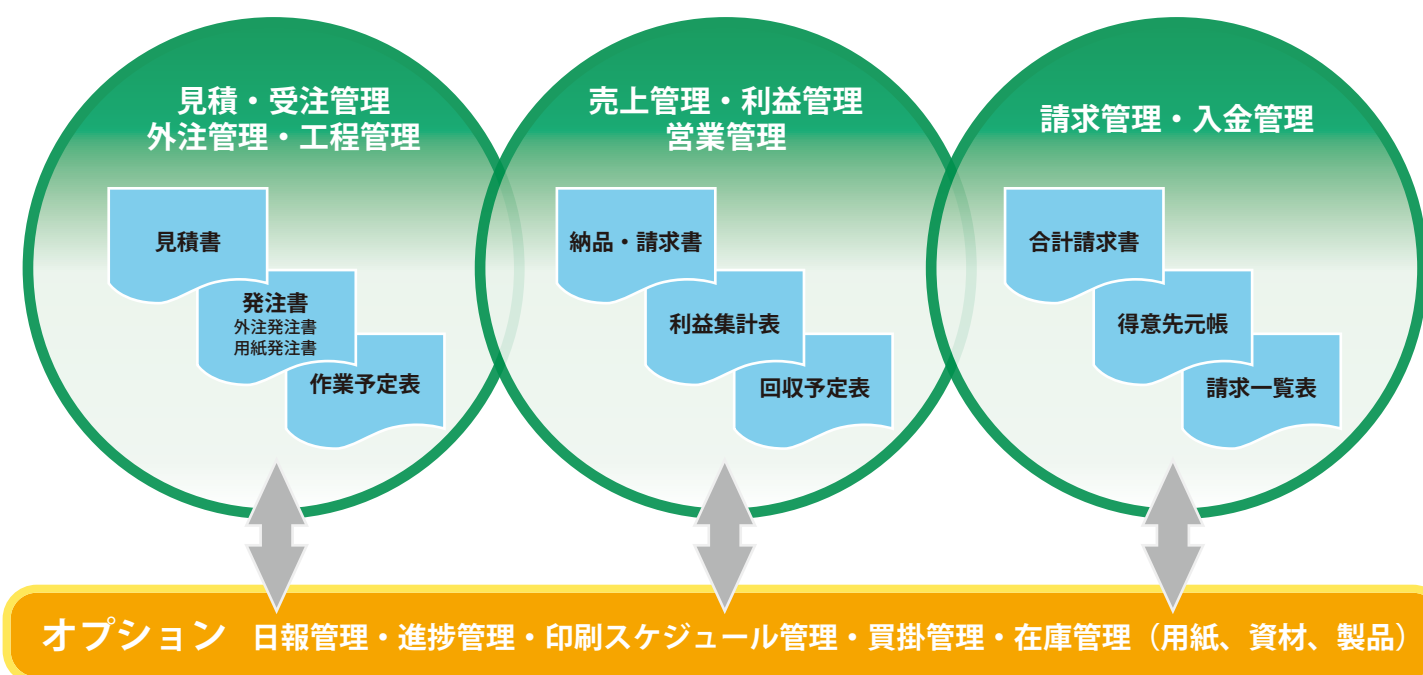 見積・受注管理
外注管理・工程管理
見積書
発注書
外注発注書
用紙発注書
作業予定表
売上管理・利益管理
営業管理
納品・請求書
利益集計表
回収予定表
請求管理・入金管理
合計請求書
得意先元帳
請求一覧表
オプション 日報管理・進捗管理・印刷スケジュール管理・買掛管理・在庫管理（用紙、資材、製品）